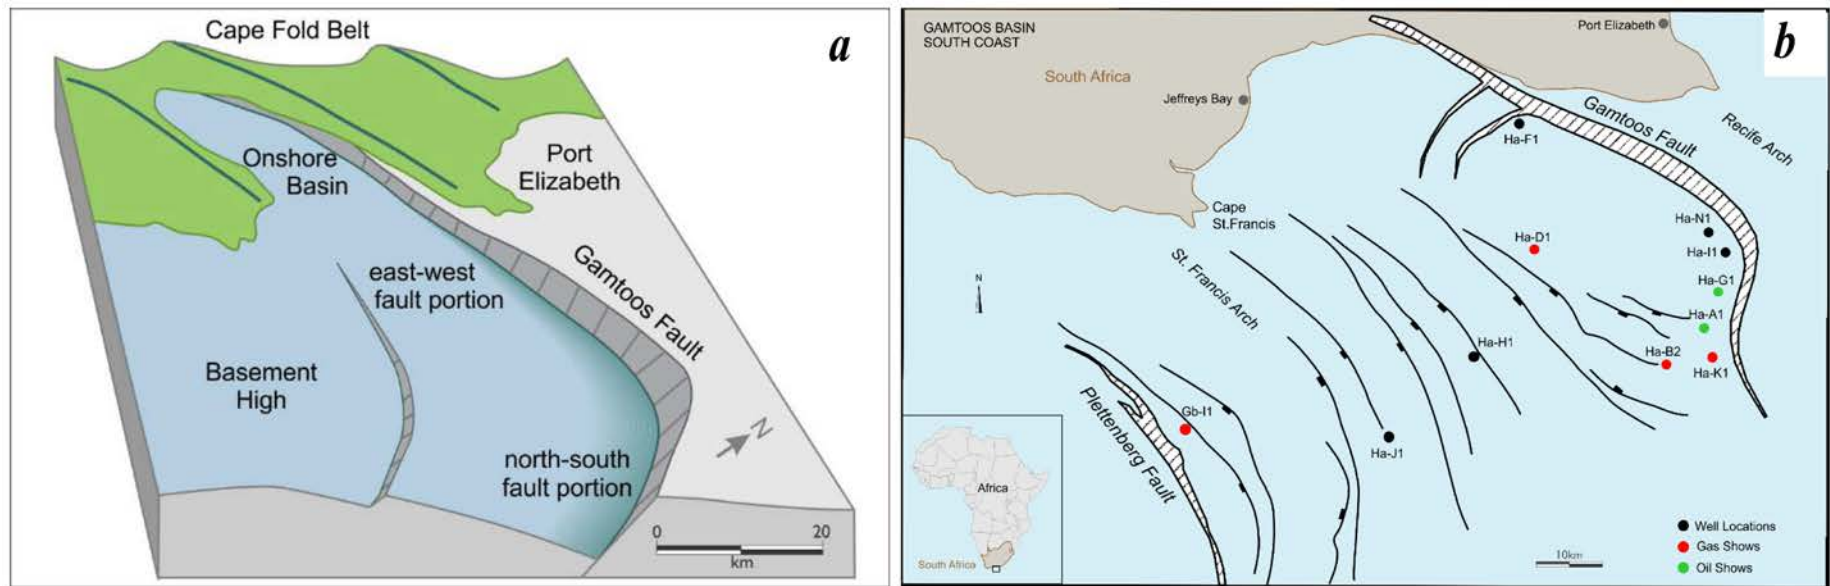 Cape Fold Belt
a
Onshore
Basin
Port
Elizabeth
east-west
fault portion
Gamtoos Fault
Basement
High
N
north-south
fault portion
0
20
km
GAMTOOS BASIN
SOUTH COAST
b
Port Elizabeth
South Africa
Jeffreys Bay
Gamtoos Fault
Recife Arch
Ha-F1
Cape
St.Francis
Ha-N1
Ha-D1
Ha-I1
St. Francis Arch
N
Ha-G1
Ha-A1
Ha-H1
Ha-B2
Ha-K1
Gb-I1
Plettenberg Fault
Ha-J1
Africa
South Africa
10km
Well Locations
Gas Shows
Oil Shows